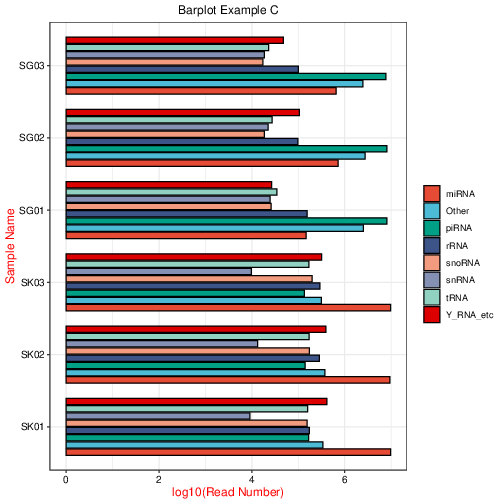 Barplot Example C
Sample Name
SG03
SG02
SG01
SK03
SK02
SK01
0 2 4 6
log10(Read Number)
miRNA
Other
piRNA
rRNA
snoRNA
snRNA
tRNA
Y_RNA_etc